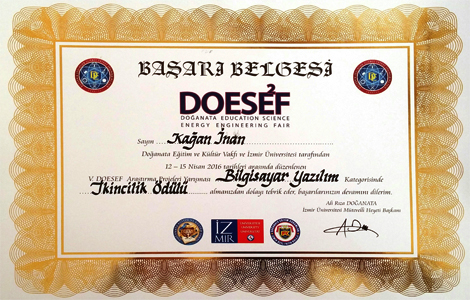 BAŞARI BELGESİ
DOESEF
2
DOĞANATA EDUCATION SCIENCE
ENERGY ENGINEERING FAIR
Sayın .... Kağan İnan
Doğanata Eğitim ve Kültür Vakfı ve İzmir Üniversitesi tarafından
12 – 15 Nisan 2016 tarihleri arasında düzenlenen
V. DOESEF Araştırma Projeleri Yarışması Bilgisayar Yazılım Kategorisinde
İkincilik Ödülü almanızdan dolayı tebrik eder, başarılarınızın devamını dilerim.
Ali Rıza DOĞANATA
İzmir Üniversitesi Mütevelli Heyeti Başkanı
İZMİR